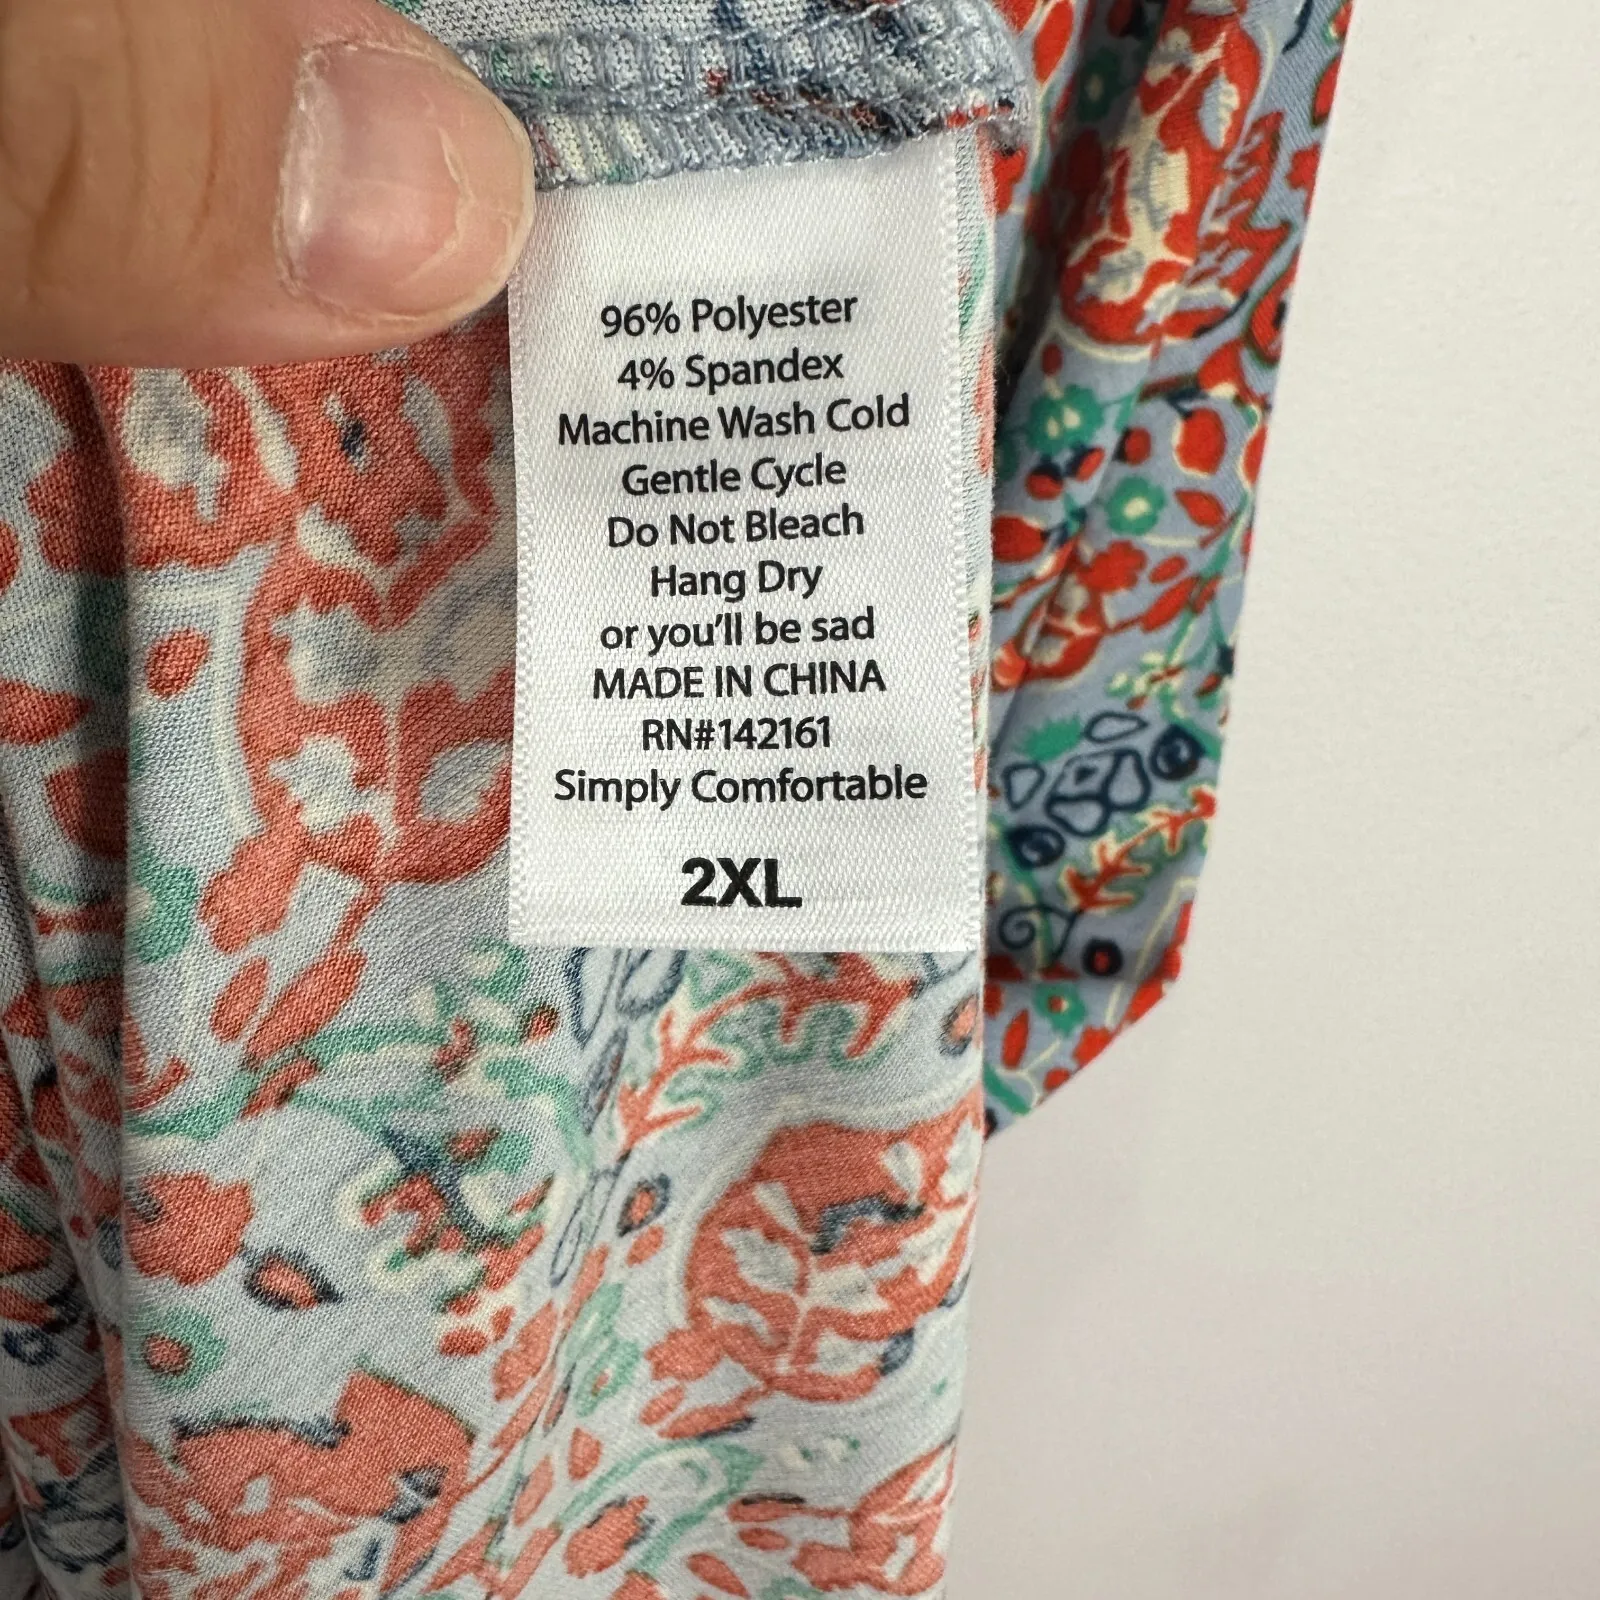 96% Polyester
4% Spandex
Machine Wash Cold
Gentle Cycle
Do Not Bleach
Hang Dry
or you'll be sad
MADE IN CHINA
RN#142161
Simply Comfortable
2XL